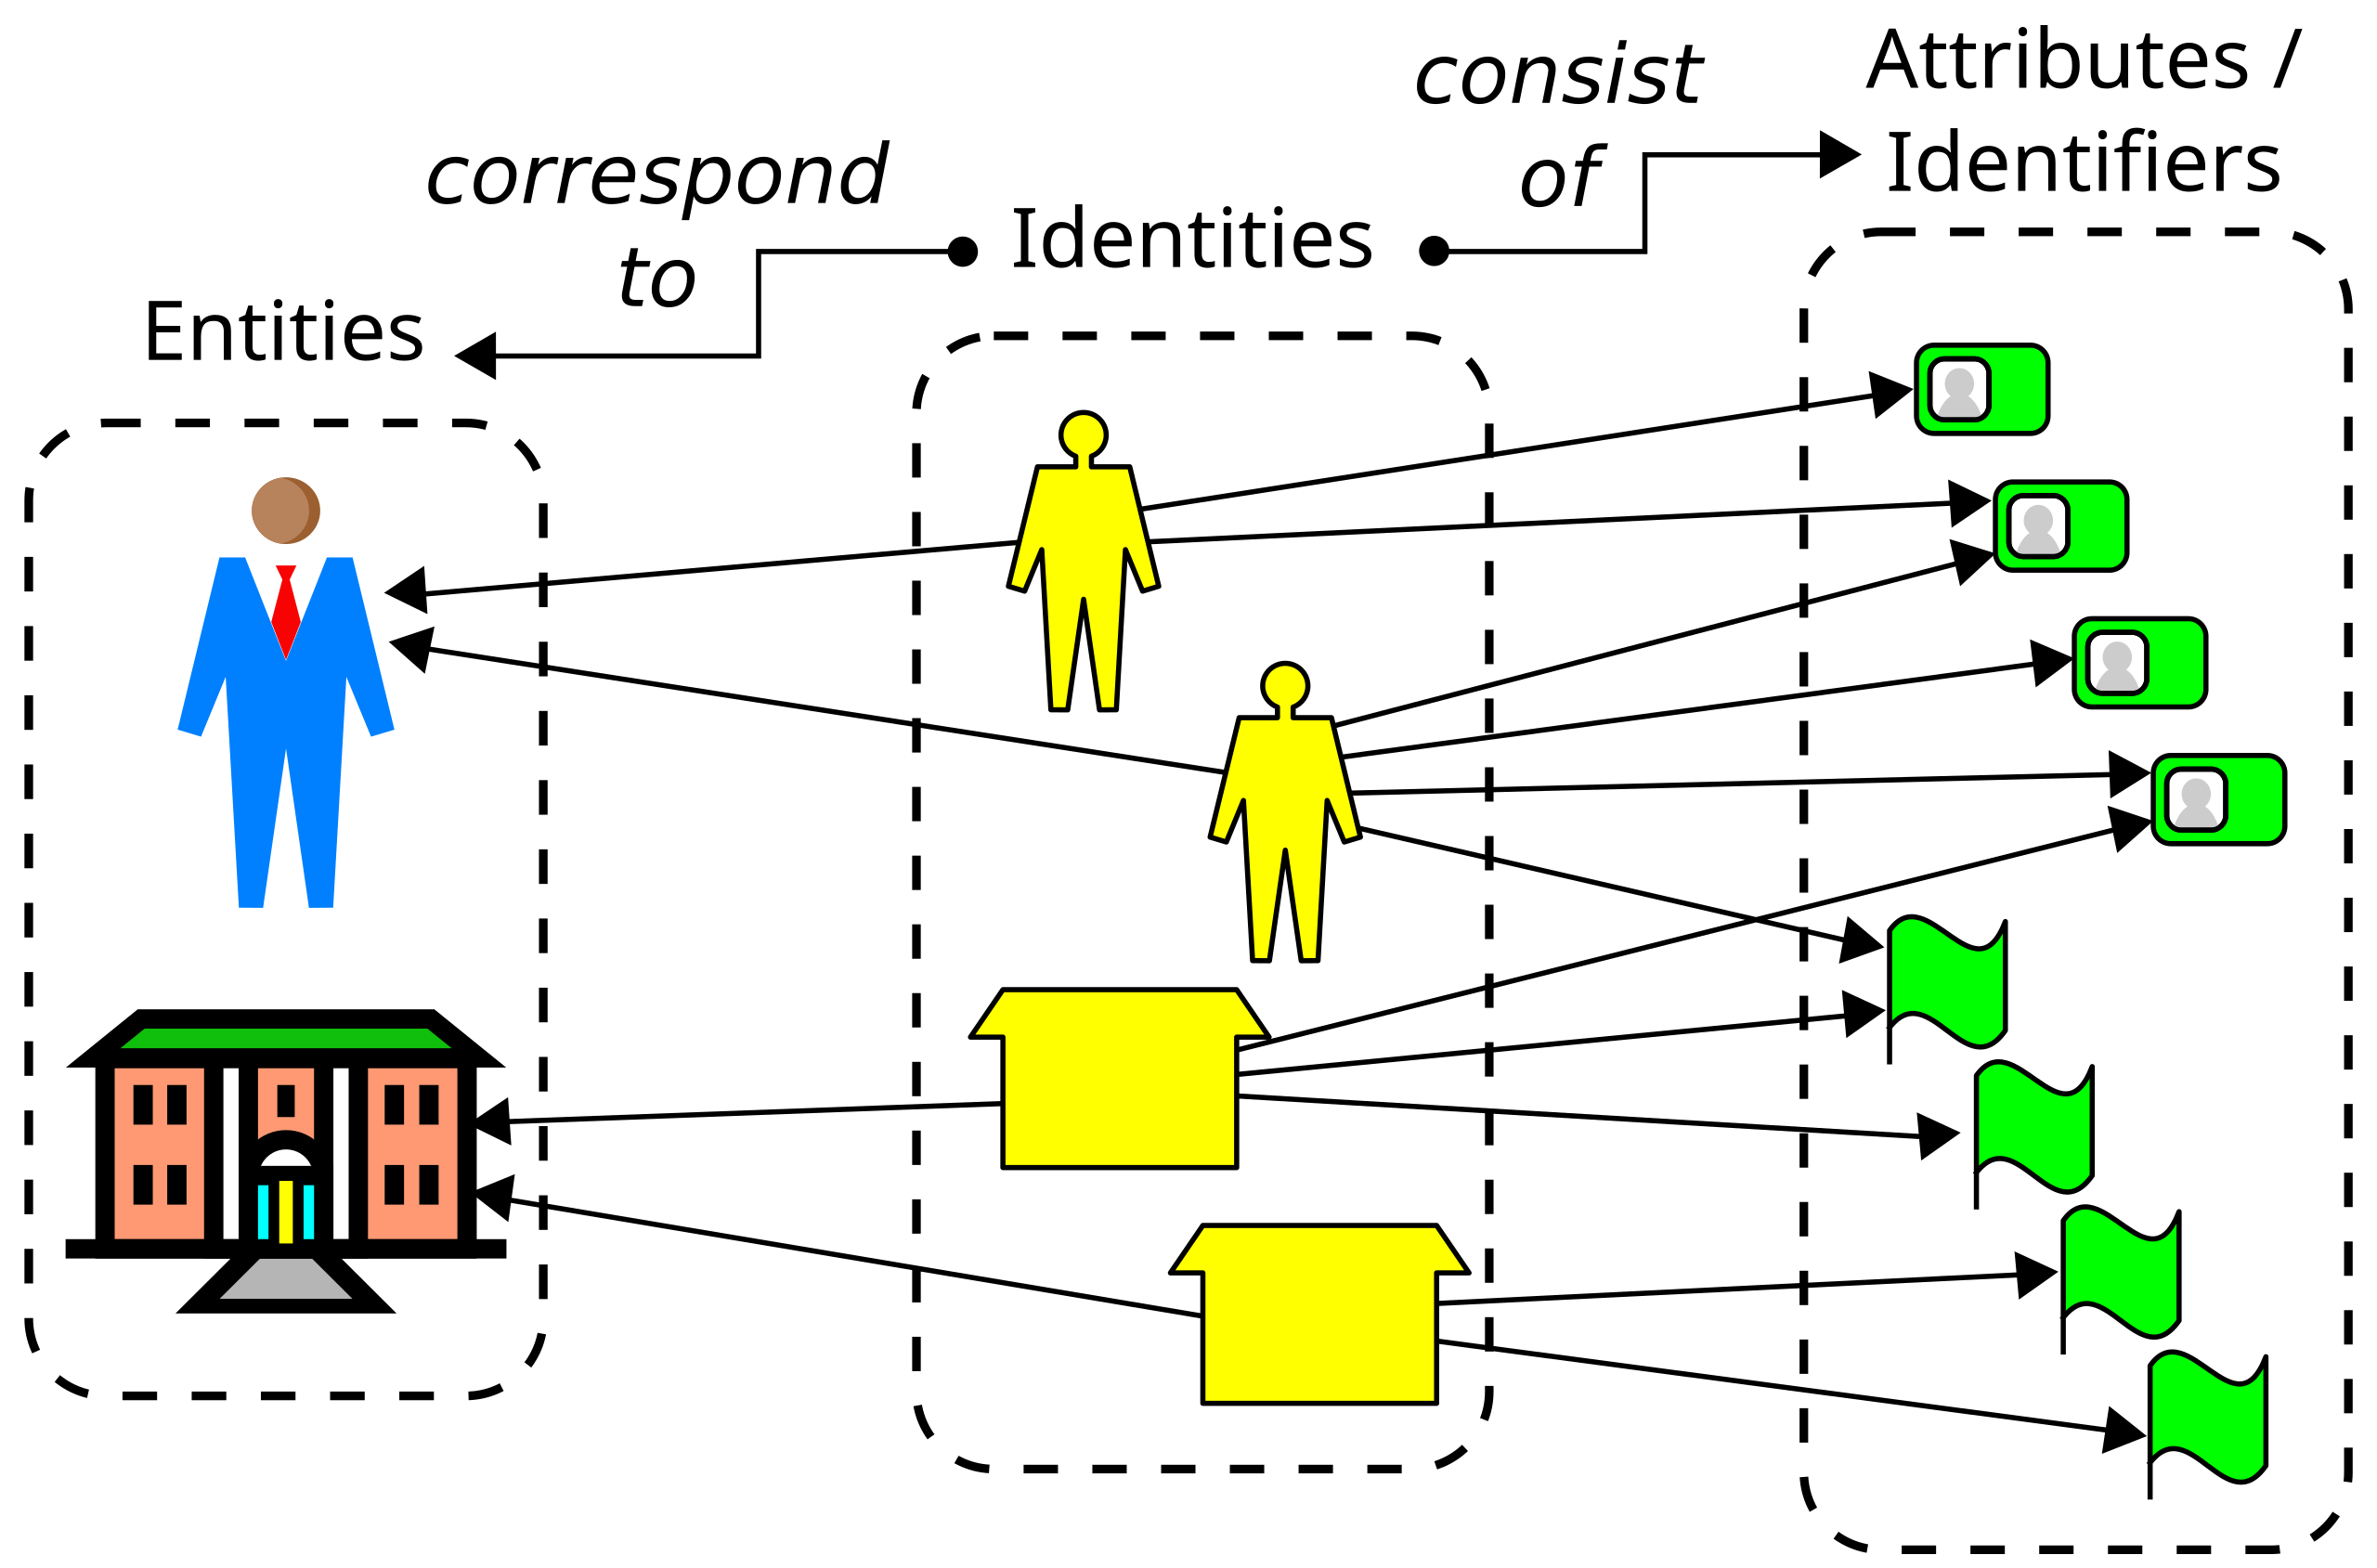 Entities
correspond
to
Identities
consist
of
Attributes /
Identifiers